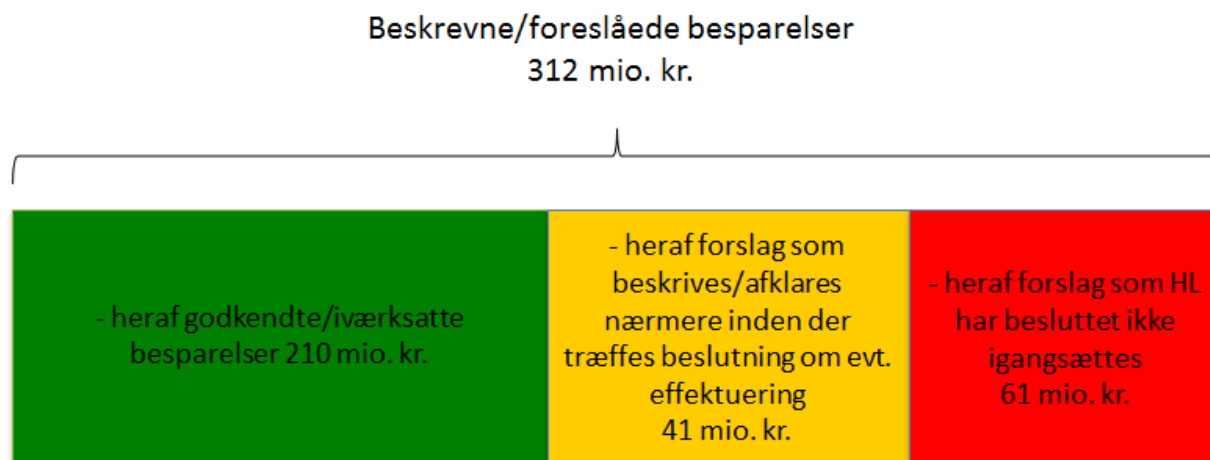 Beskrevne/foreslåede besparelser
312 mio. kr.
- heraf godkendte/iværksatte
besparelser 210 mio. kr.
- heraf forslag som
beskrives/afklares
nærmere inden der
træffes beslutning om evt.
effektuering
41 mio. kr.
- heraf forslag som HL
har besluttet ikke
igangsættes
61 mio. kr.